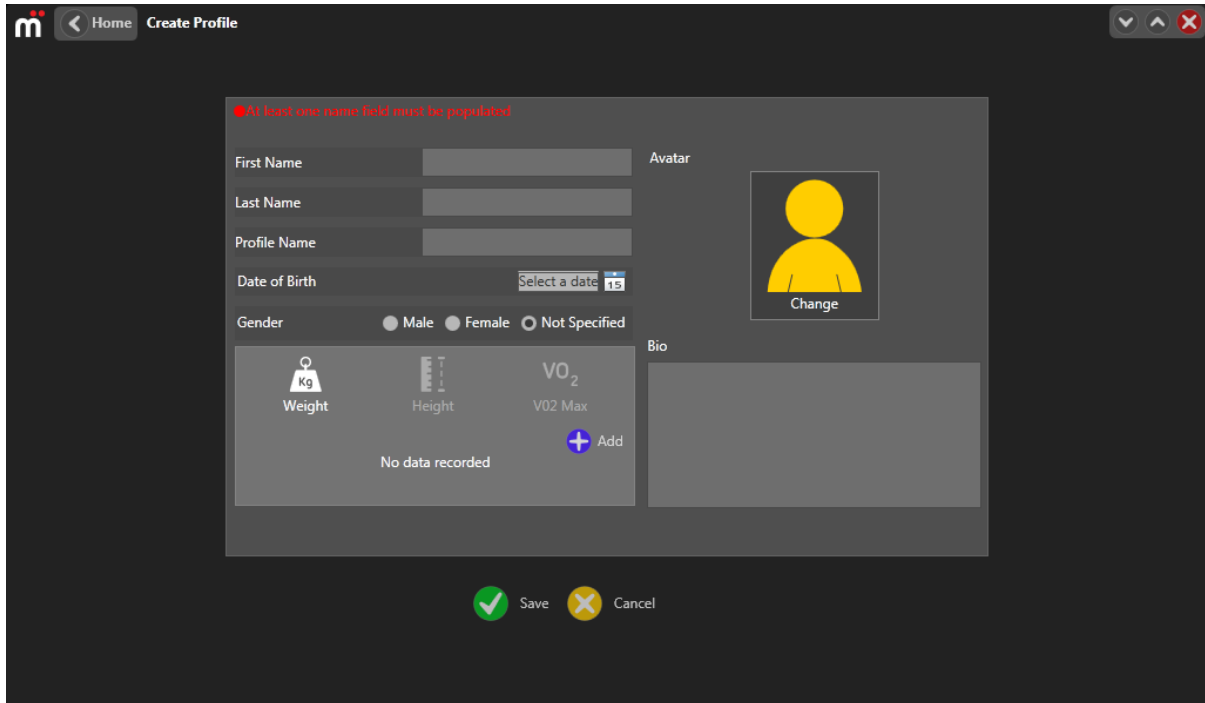 m Home Create Profile
At least one name field must be populated
First Name
Last Name
Profile Name
Date of Birth Select a date 15
Gender Male Female Not Specified
Kg VO2
Weight Height V02 Max
Add
No data recorded
Avatar
Change
Bio
Save Cancel